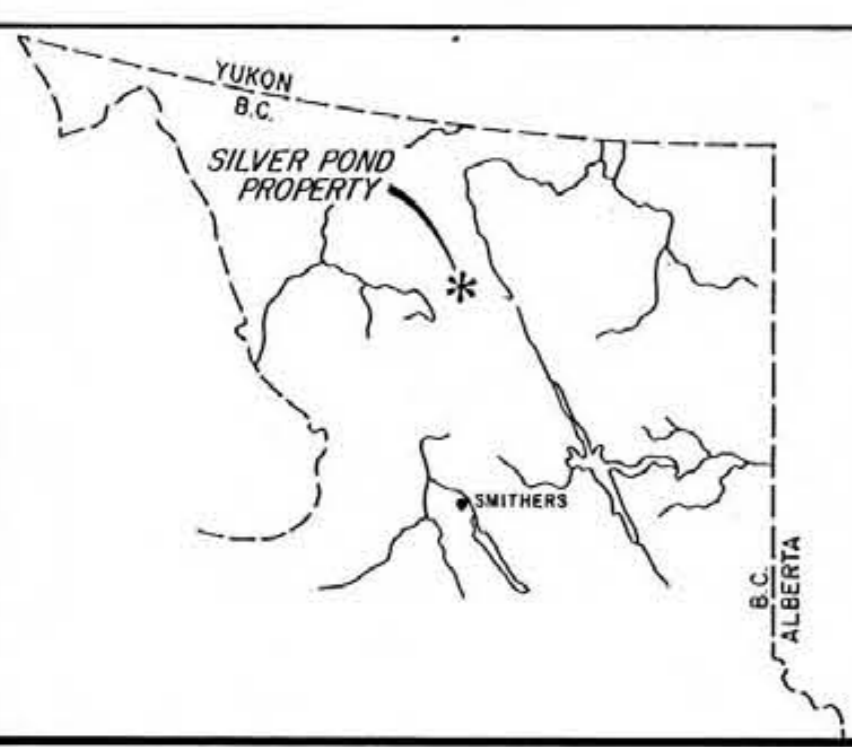 YUKON
B.C.
SILVER POND
PROPERTY
SMITHERS
B.C.
ALBERTA